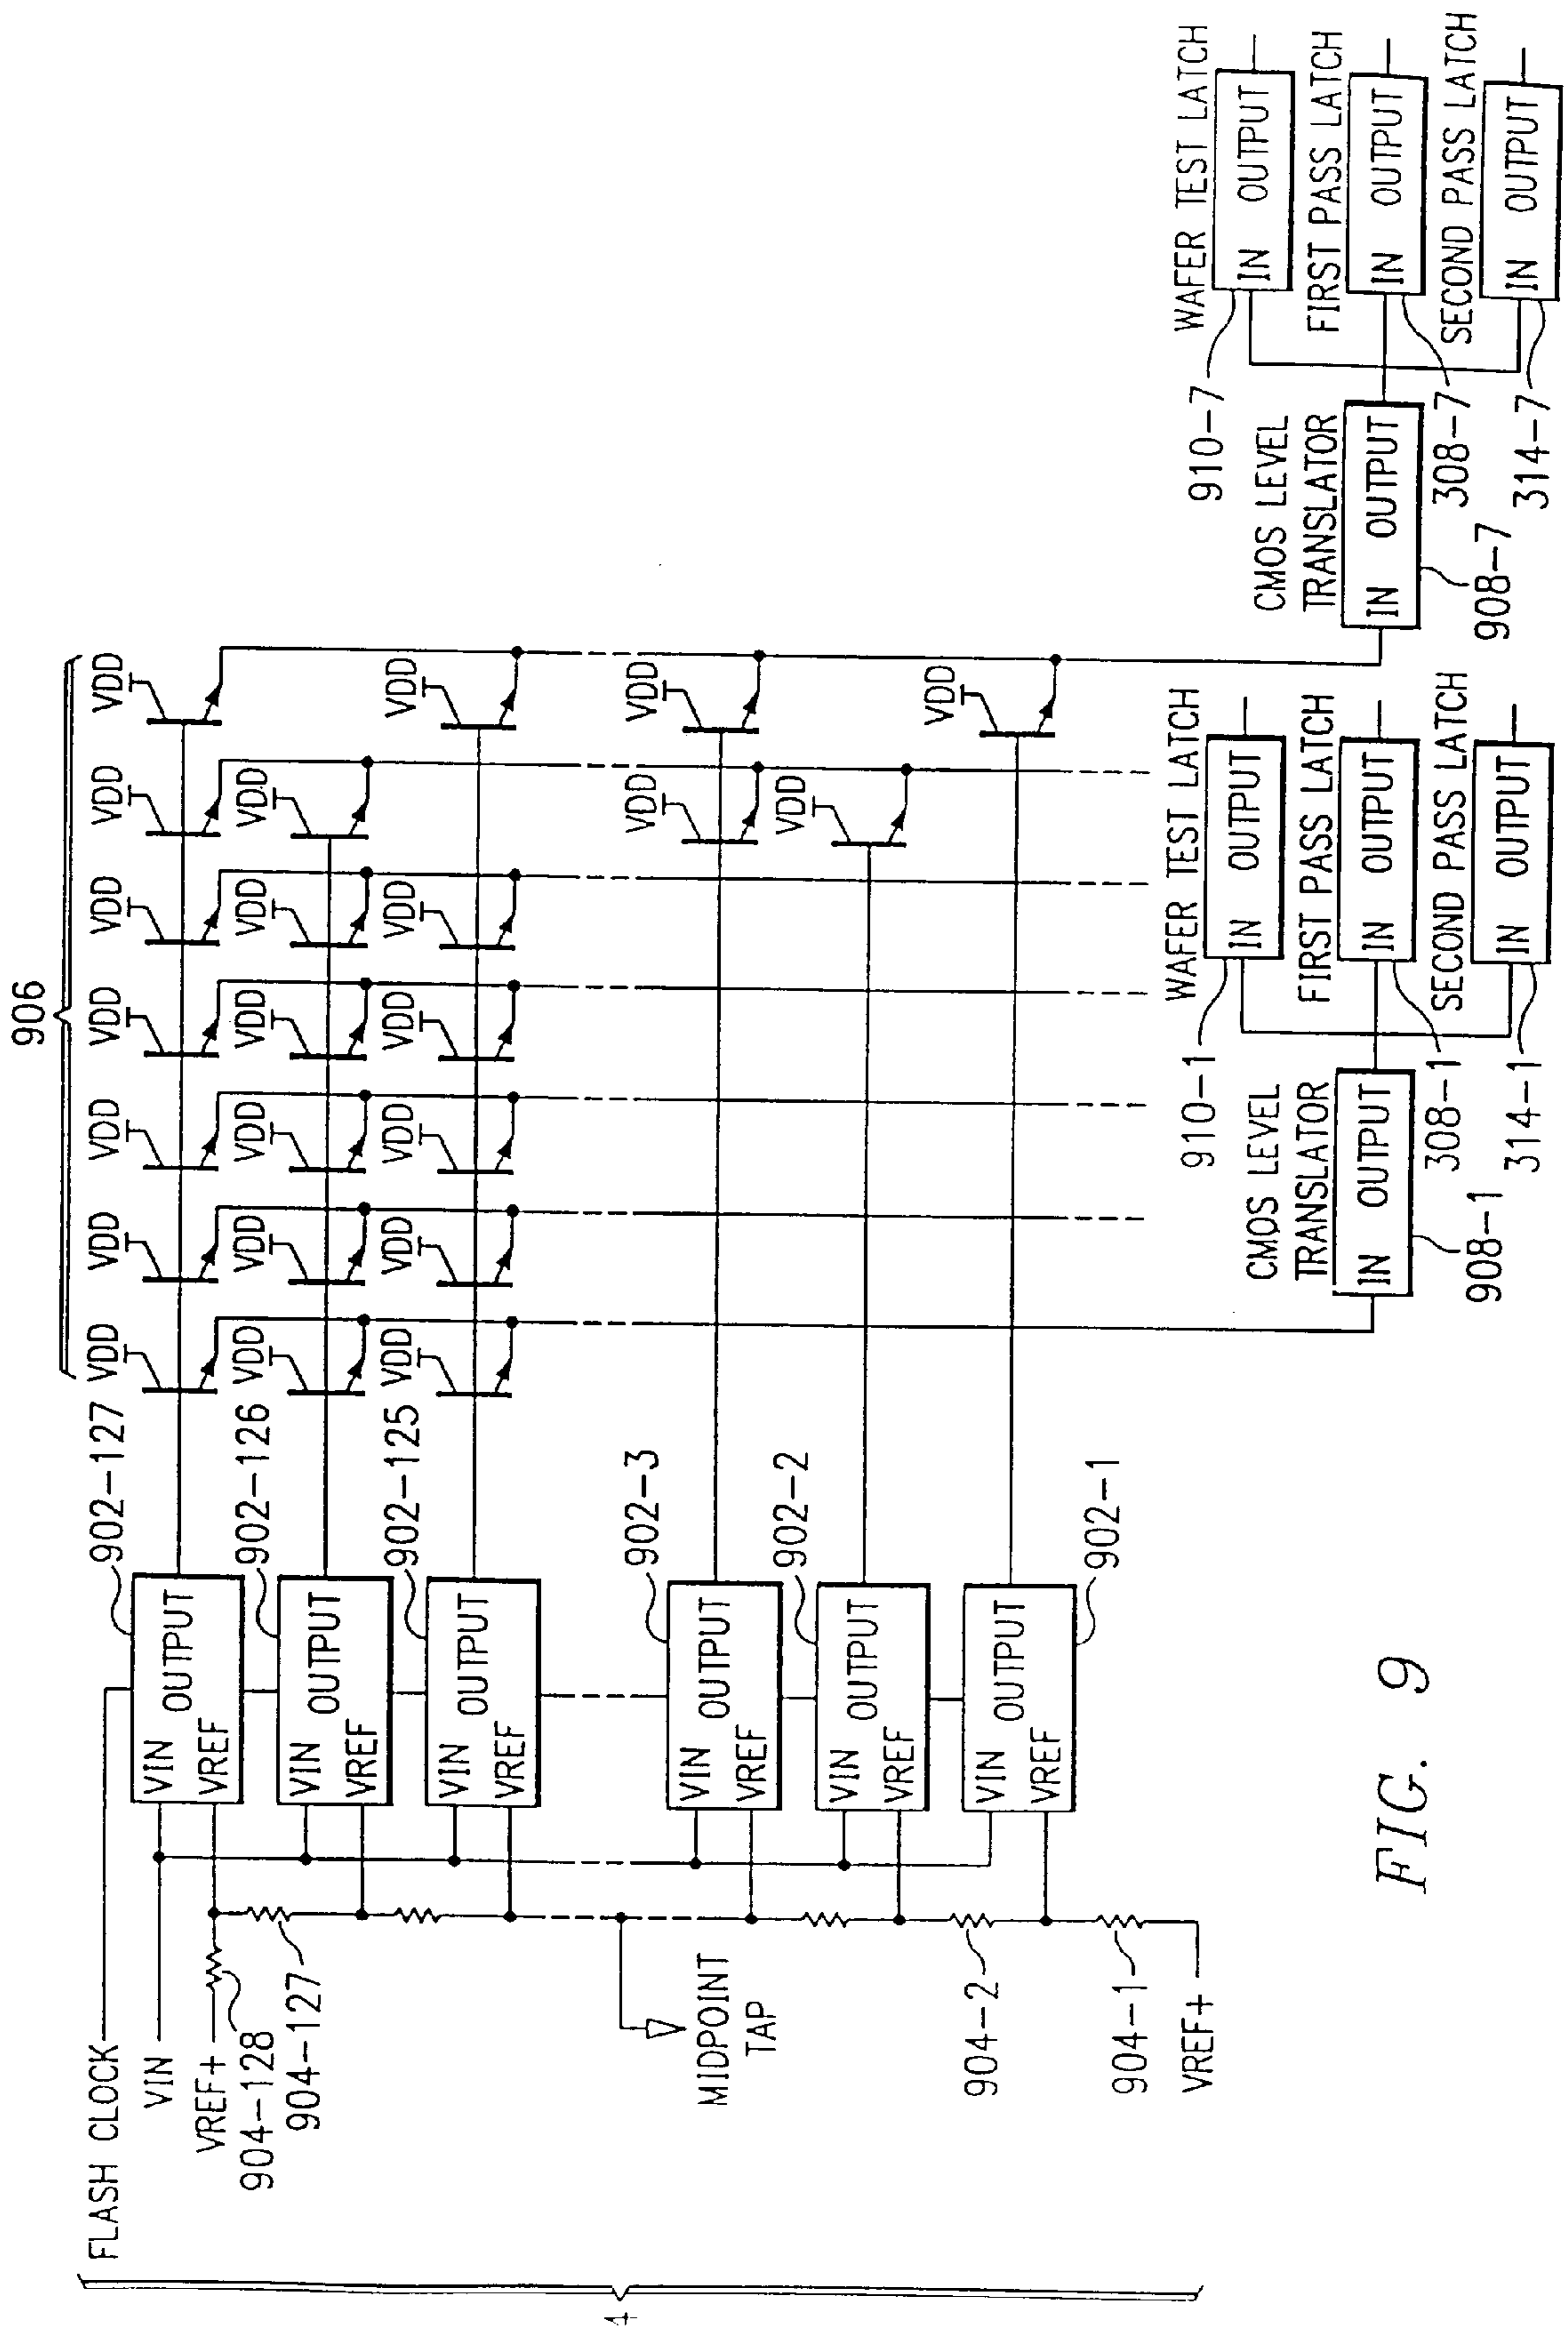 906
VDD VDD VDD VDD VDD VDD VDD
VDD VDD VDD VDD VDD VDD
VDD VDD VDD VDD VDD VDD
VDD VDD
VDD
VDD
902-127
902-126
902-125
902-3
902-2
902-1
FLASH CLOCK
VIN
VREF+
904-128
904-127
VIN OUTPUT
VREF
VIN OUTPUT
VREF
VIN OUTPUT
VREF
MIDPOINT
TAP
VIN OUTPUT
VREF
VIN OUTPUT
VREF
VIN OUTPUT
VREF
904-2
904-1
VREF+
4
CMOS LEVEL
TRANSLATOR
IN OUTPUT
908-1
WAFER TEST LATCH
IN OUTPUT
910-1
FIRST PASS LATCH
IN OUTPUT
308-1
SECOND PASS LATCH
IN OUTPUT
314-1
CMOS LEVEL
TRANSLATOR
IN OUTPUT
908-7
WAFER TEST LATCH
IN OUTPUT
910-7
FIRST PASS LATCH
IN OUTPUT
308-7
SECOND PASS LATCH
IN OUTPUT
314-7
FIG. 9